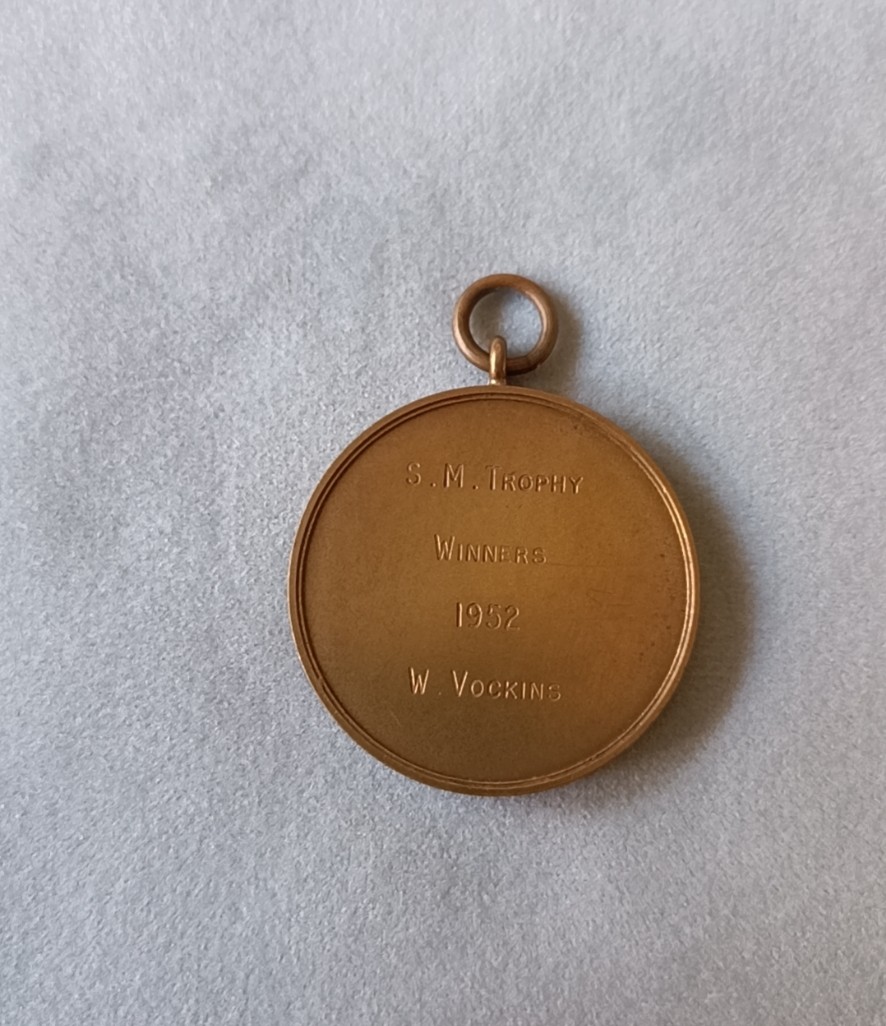 S.M. Trophy
Winners
1952
W. Vockins